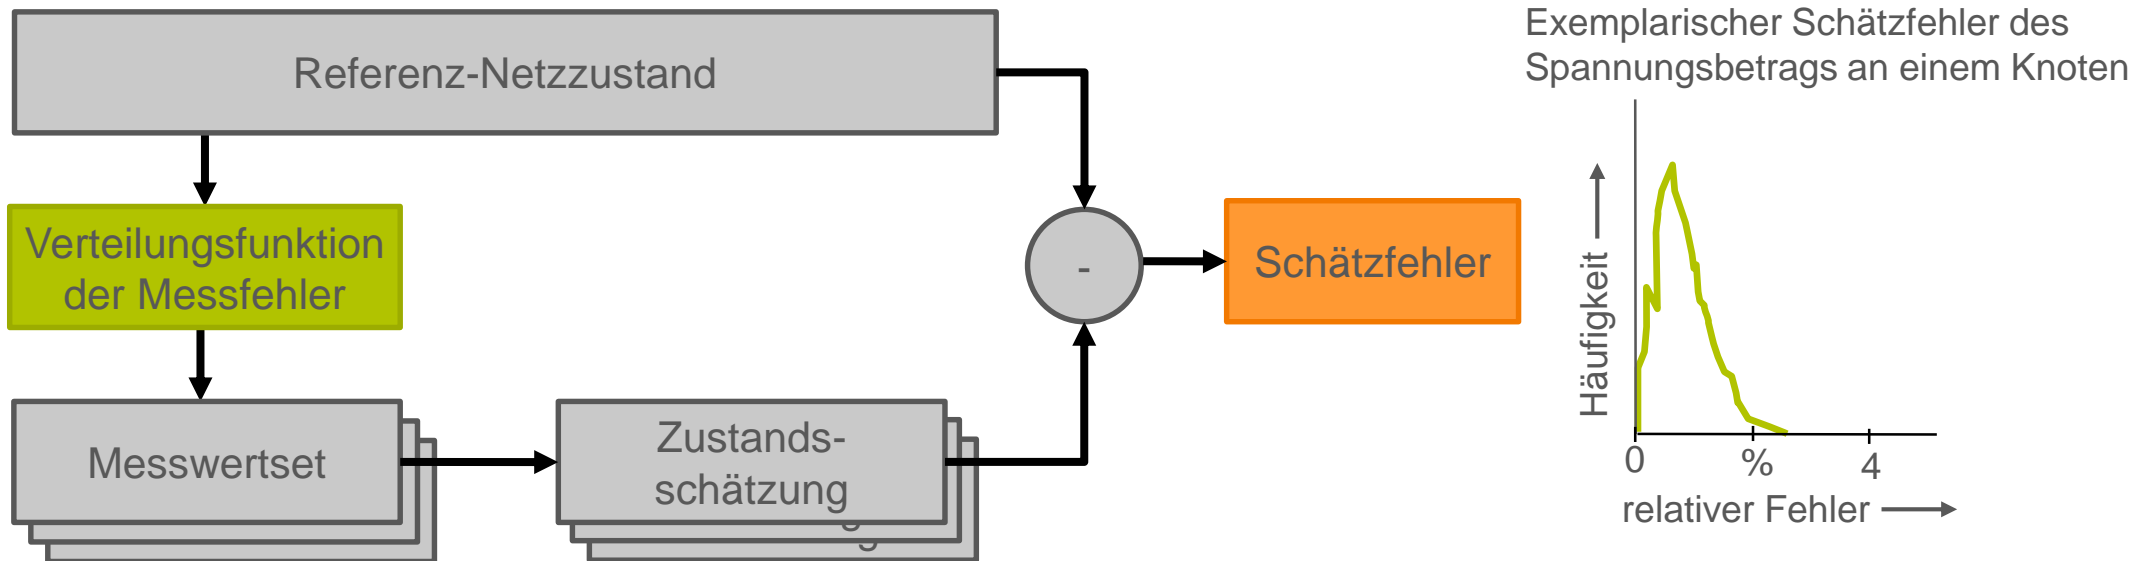 Referenz-Netzzustand
Verteilungsfunktion
der Messfehler
Messwertset
Zustands-
schätzung
g
g
-
Schätzfehler
Exemplarischer Schätzfehler des
Spannungsbetrags an einem Knoten
Häufigkeit
0 % 4
relativer Fehler